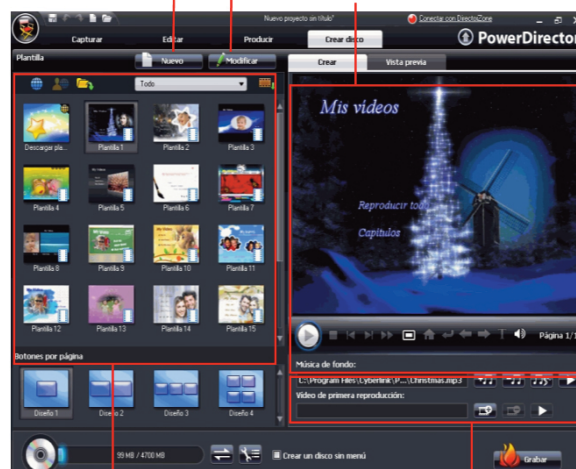 Nuevo proyecto sin título*
Conectar con DirectorZone
Capturar
Editar
Producir
Crear disco
PowerDirector
Plantilla
Nuevo
Modificar
Crear
Vista previa
Todo
Descargar pla...
Plantilla 1
Plantilla 2
Plantilla 3
Plantilla 4
Plantilla 5
Plantilla 6
Plantilla 7
Plantilla 8
Plantilla 9
Plantilla 10
Plantilla 11
Plantilla 12
Plantilla 13
Plantilla 14
Plantilla 15
Mis videos
Reproducir todo
Capítulos
Página 1/1
Botones por página
Diseño 1
Diseño 2
Diseño 3
Diseño 4
Música de fondo:
C:\Program Files\Cyberlink\P...\Christmas.mp3
Vídeo de primera reproducción:
99 MB / 4700 MB
Crear un disco sin menú
Grabar